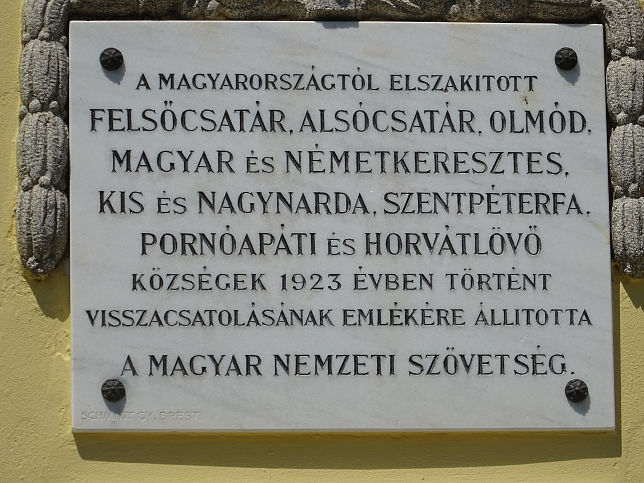 A MAGYARORSZÁGTÓL ELSZAKITOTT
FELSŐCSATÁR, ALSÓCSATÁR, OLMÓD,
MAGYAR ÉS NÉMETKERESZTES,
KIS ÉS NAGYNARDA, SZENTPÉTERFA,
PORNÓAPÁTI ÉS HORVÁTLÖVŐ
KÖZSÉGEK 1923 ÉVBEN TÖRTÉNT
VISSZACSATOLÁSÁNAK EMLÉKÉRE ÁLLITOTTA
A MAGYAR NEMZETI SZÖVETSÉG.